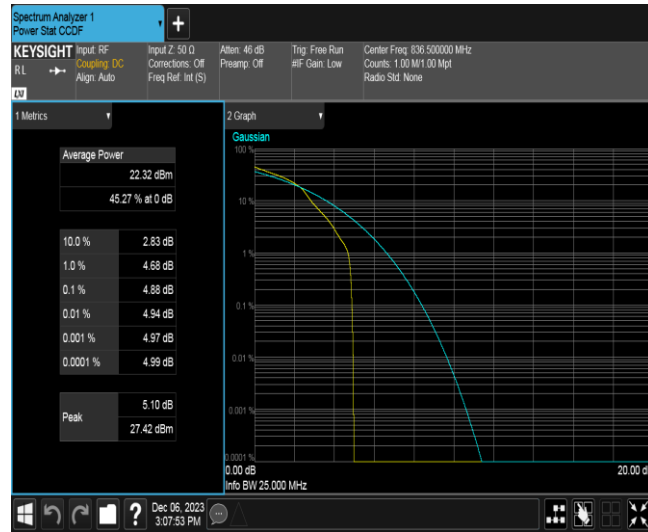 Spectrum Analyzer 1
Power Stat CCDF
+
KEYSIGHT
RL
LXI
Input: RF
Coupling: DC
Align: Auto
Input Z: 50 Ω
Corrections: Off
Freq Ref: Int (S)
Atten: 46 dB
Preamp: Off
Trig: Free Run
#IF Gain: Low
Center Freq: 836.500000 MHz
Counts: 1.00 M/1.00 Mpt
Radio Std: None
1 Metrics
Average Power
22.32 dBm
45.27 % at 0 dB
10.0 % 2.83 dB
1.0 % 4.68 dB
0.1 % 4.88 dB
0.01 % 4.94 dB
0.001 % 4.97 dB
0.0001 % 4.99 dB
Peak
5.10 dB
27.42 dBm
2 Graph
Gaussian
100 %
10 %
1 %
0.1 %
0.01 %
0.001 %
0.0001 %
0.00 dB
20.00 d
Info BW 25.000 MHz
?
Dec 06, 2023
3:07:53 PM